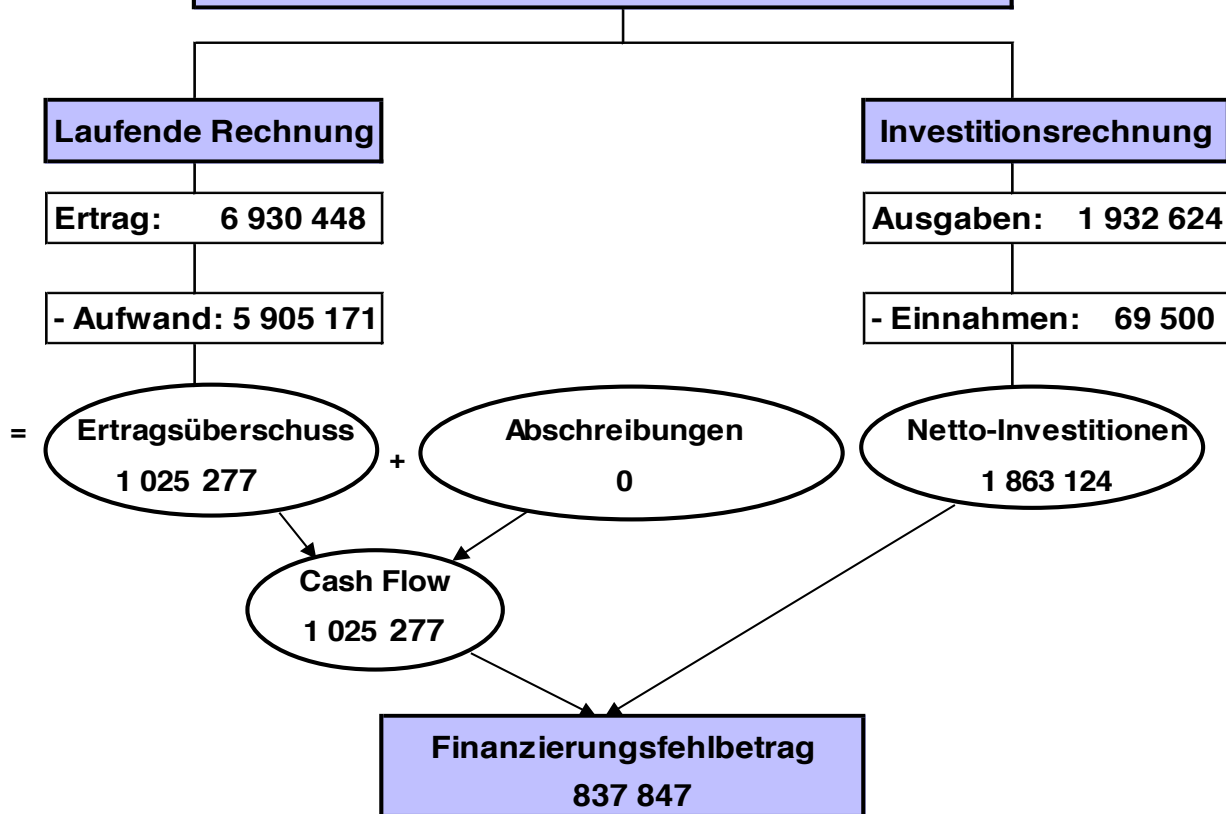 Laufende Rechnung
Investitionsrechnung
Ertrag: 6 930 448
Ausgaben: 1 932 624
- Aufwand: 5 905 171
- Einnahmen: 69 500
=
Ertragsüberschuss
1 025 277
+
Abschreibungen
0
Netto-Investitionen
1 863 124
Cash Flow
1 025 277
Finanzierungsfehlbetrag
837 847